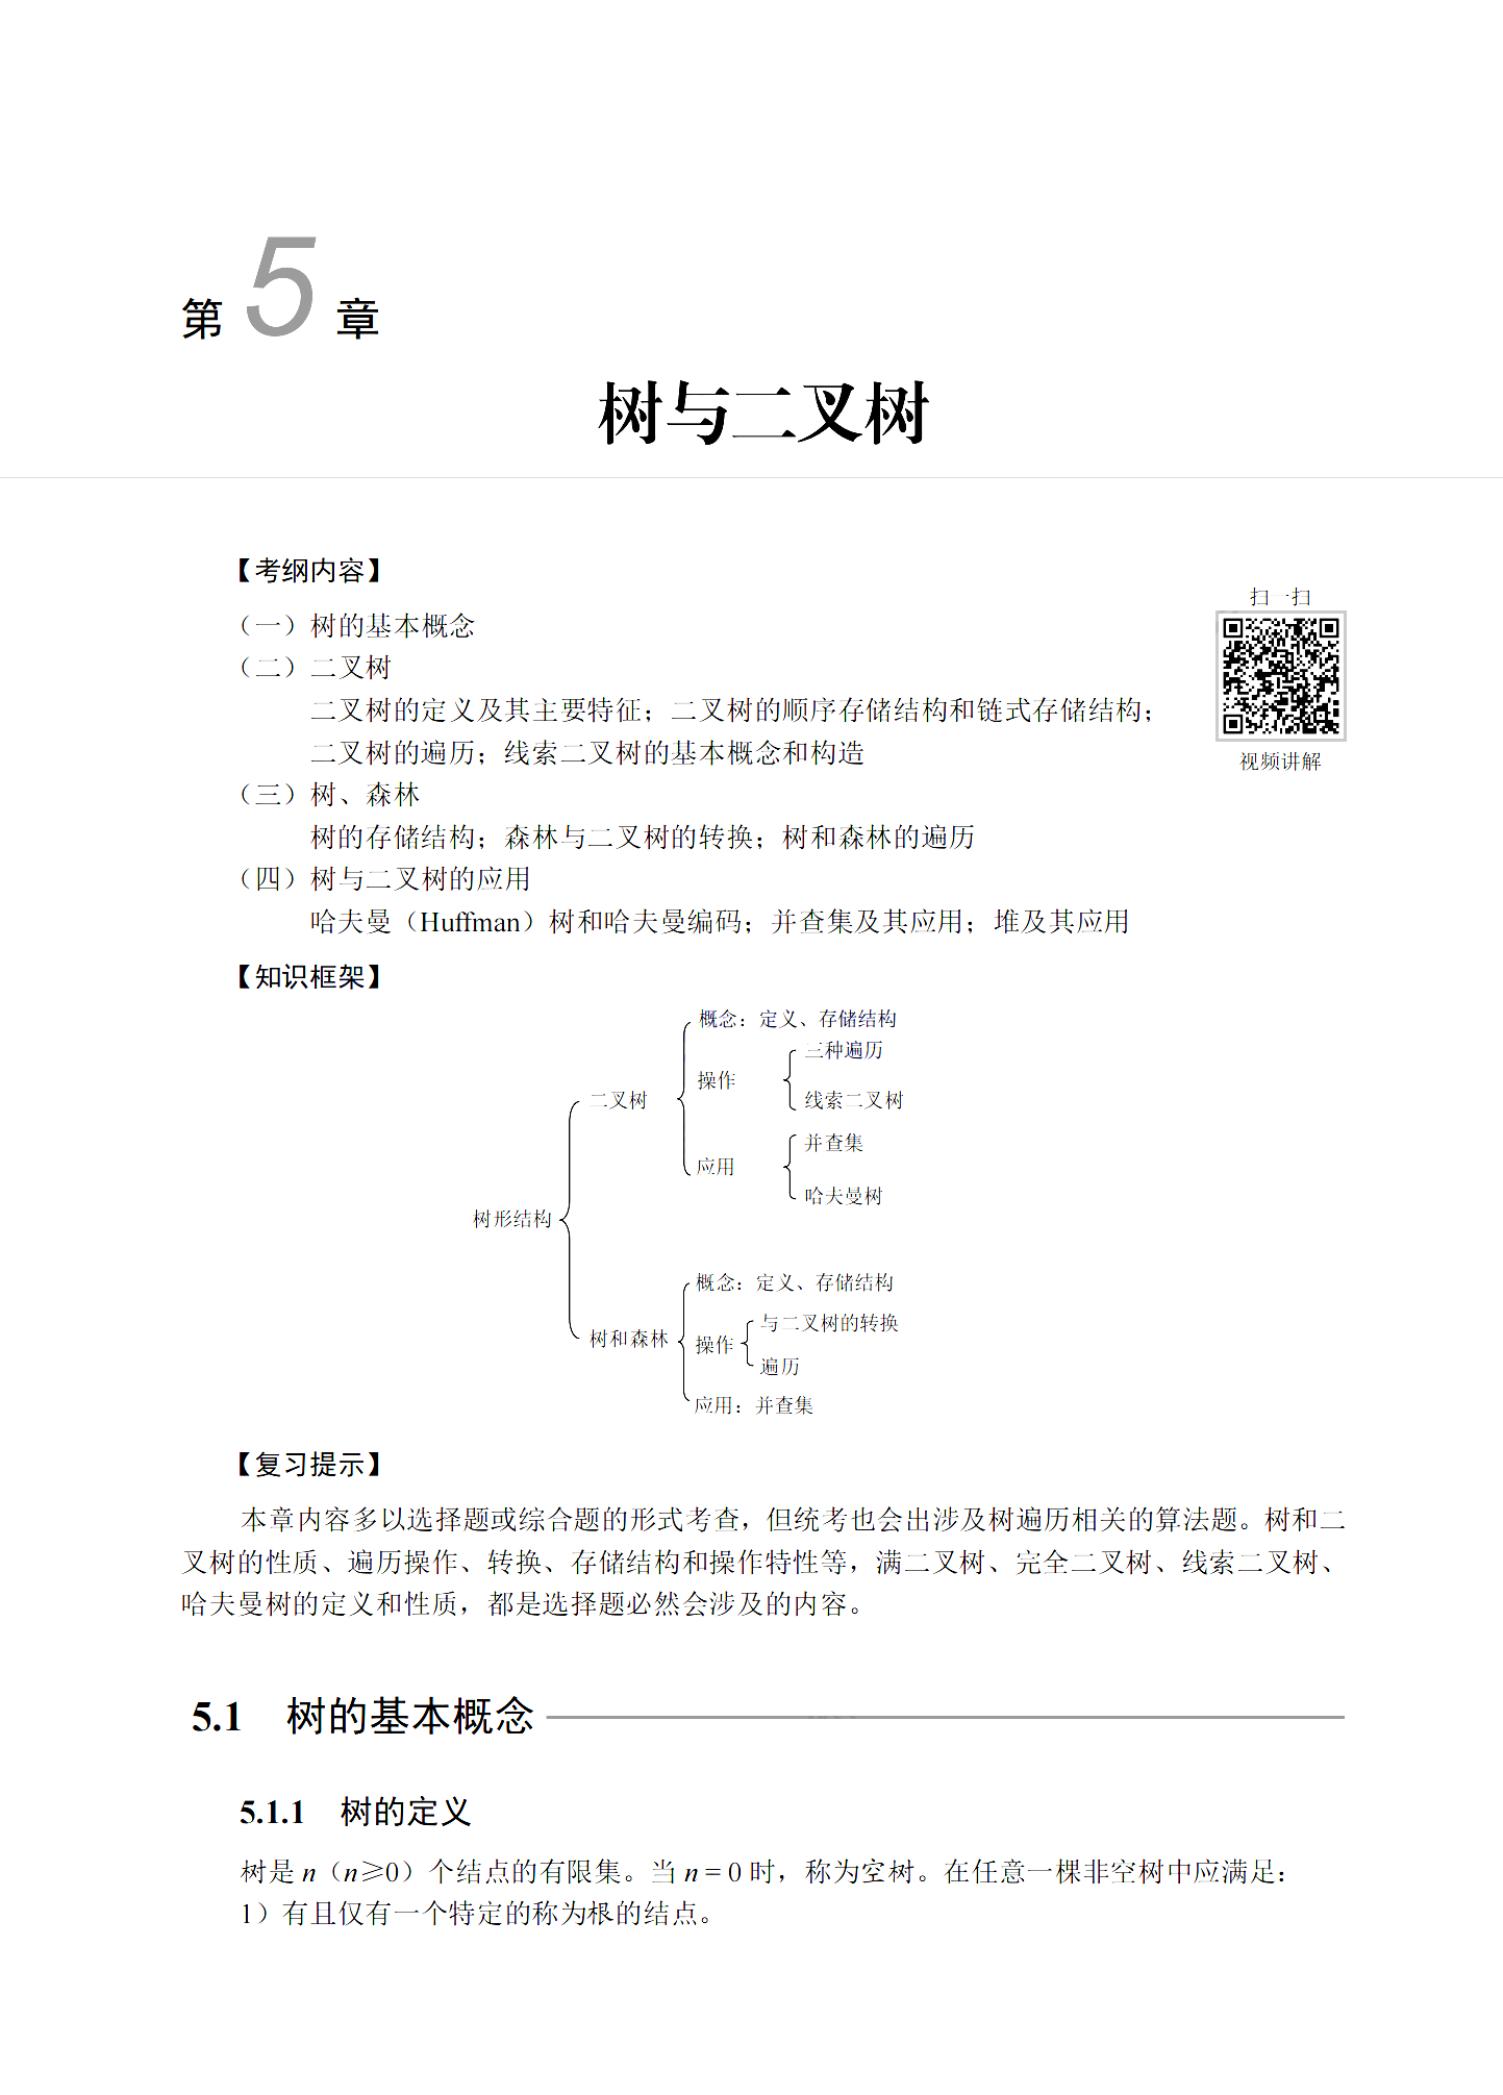 第5章
树与二叉树
【考纲内容】
扫一扫
（一）树的基本概念
（二）二叉树
二叉树的定义及其主要特征；二叉树的顺序存储结构和链式存储结构；
二叉树的遍历；线索二叉树的基本概念和构造
视频讲解
（三）树、森林
树的存储结构；森林与二叉树的转换；树和森林的遍历
（四）树与二叉树的应用
哈夫曼（Huffman）树和哈夫曼编码；并查集及其应用；堆及其应用
【知识框架】
树形结构
二叉树
概念：定义、存储结构
操作
三种遍历
线索二叉树
应用
并查集
哈夫曼树
树和森林
概念：定义、存储结构
操作
与二叉树的转换
遍历
应用：并查集
【复习提示】
本章内容多以选择题或综合题的形式考查，但统考也会出涉及树遍历相关的算法题。树和二
叉树的性质、遍历操作、转换、存储结构和操作特性等，满二叉树、完全二叉树、线索二叉树、
哈夫曼树的定义和性质，都是选择题必然会涉及的内容。
5.1 树的基本概念
5.1.1 树的定义
树是 n（n≥0）个结点的有限集。当 n = 0 时，称为空树。在任意一棵非空树中应满足：
1）有且仅有一个特定的称为根的结点。